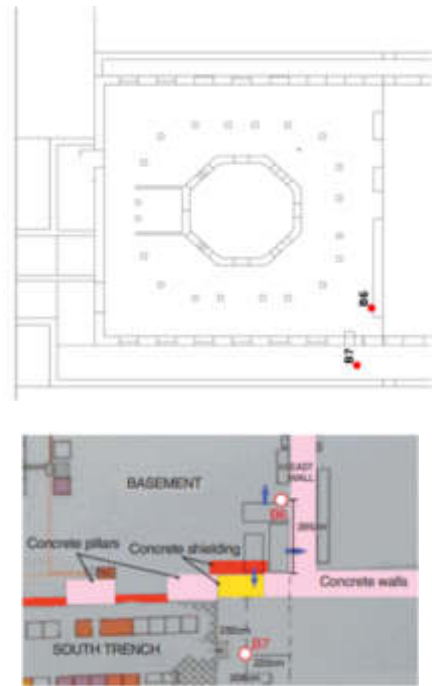 B6
B7
EAST
WALL
BASEMENT
B6
Concrete pillars
Concrete shielding
Concrete walls
B7
SOUTH TRENCH